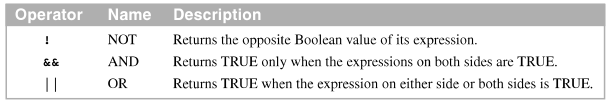 Operator Name Description
! NOT Returns the opposite Boolean value of its expression.
&& AND Returns TRUE only when the expressions on both sides are TRUE.
|| OR Returns TRUE when the expression on either side or both sides is TRUE.